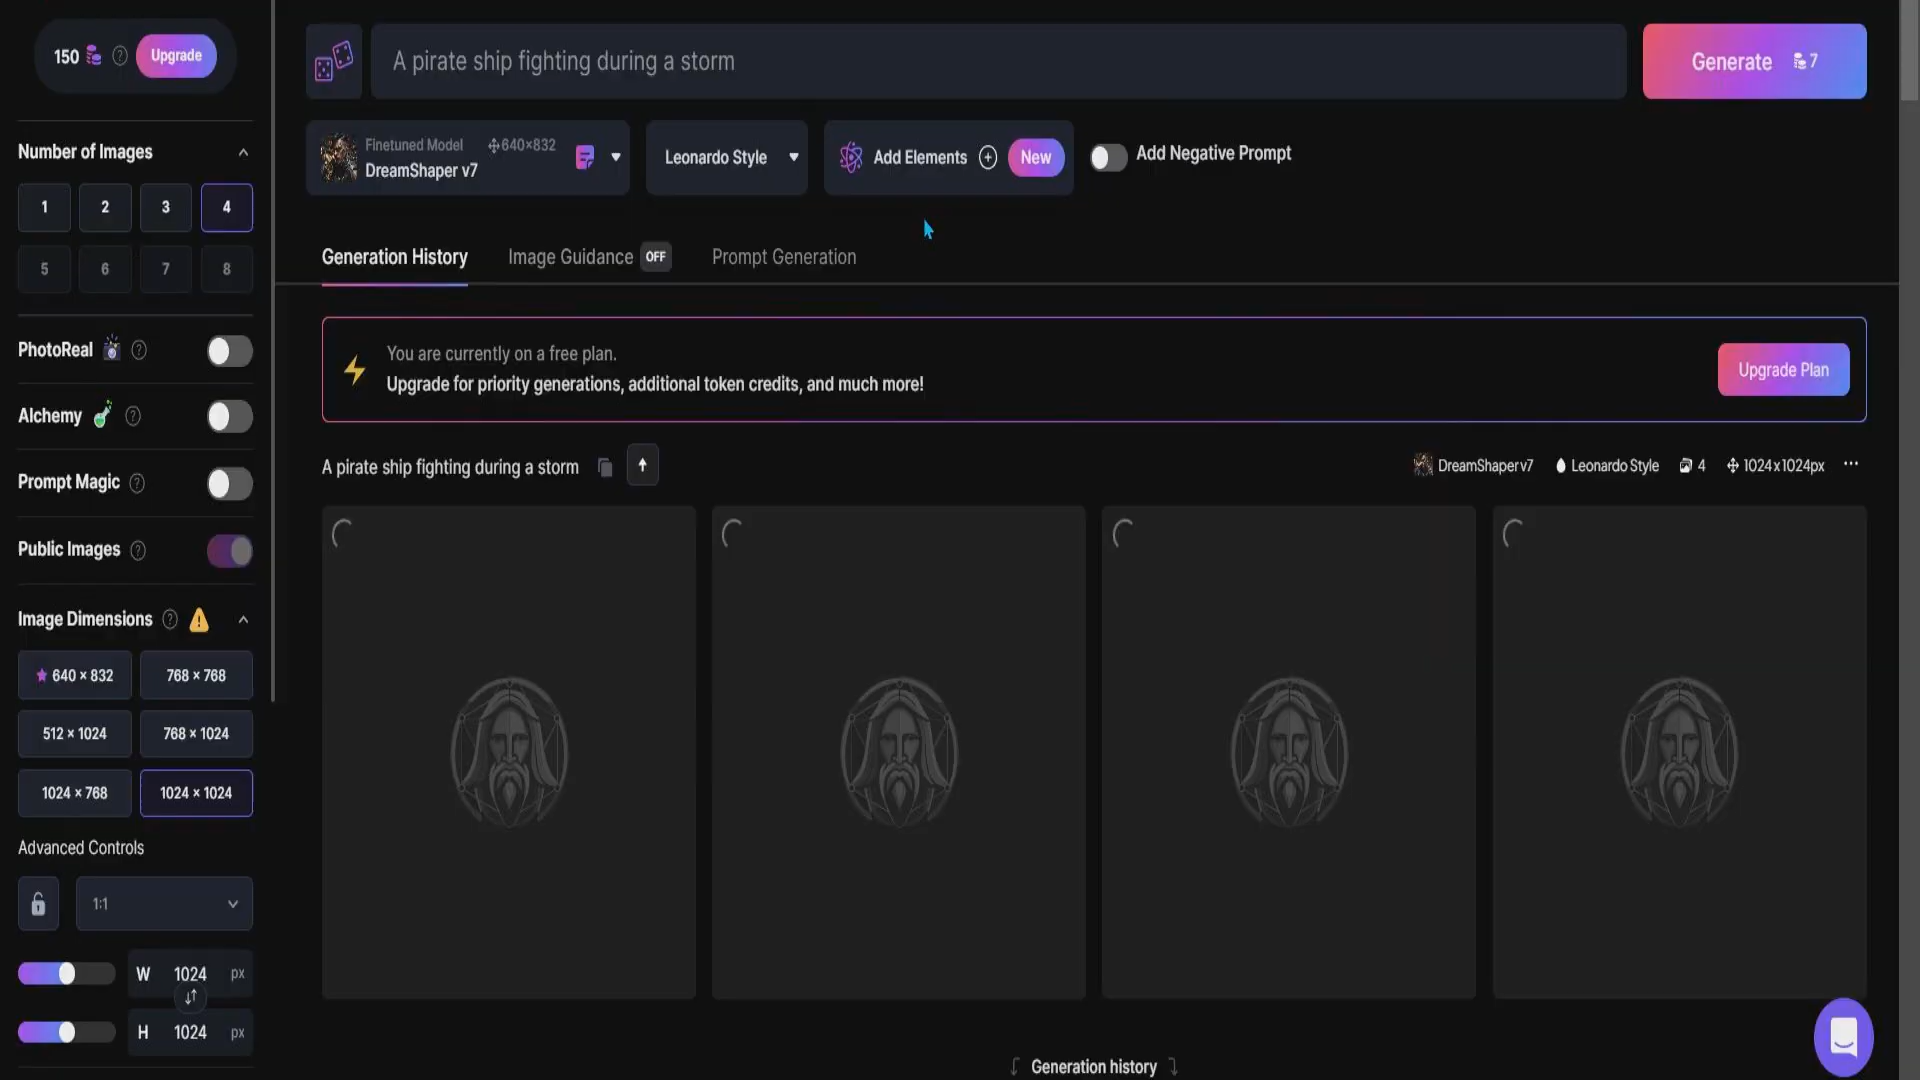 150 Upgrade
A pirate ship fighting during a storm
Generate 7
Finetuned Model 640×832
DreamShaper v7
Leonardo Style
Add Elements New
Add Negative Prompt
Number of Images
1 2 3 4
5 6 7 8
PhotoReal
Alchemy
Prompt Magic
Public Images
Image Dimensions
640 × 832 768 × 768
512 × 1024 768 × 1024
1024 × 768 1024 × 1024
Advanced Controls
1:1
W 1024 px
H 1024 px
Generation History Image Guidance OFF Prompt Generation
You are currently on a free plan.
Upgrade for priority generations, additional token credits, and much more!
Upgrade Plan
A pirate ship fighting during a storm
DreamShaper v7 Leonardo Style 4 1024 x 1024px
Generation history